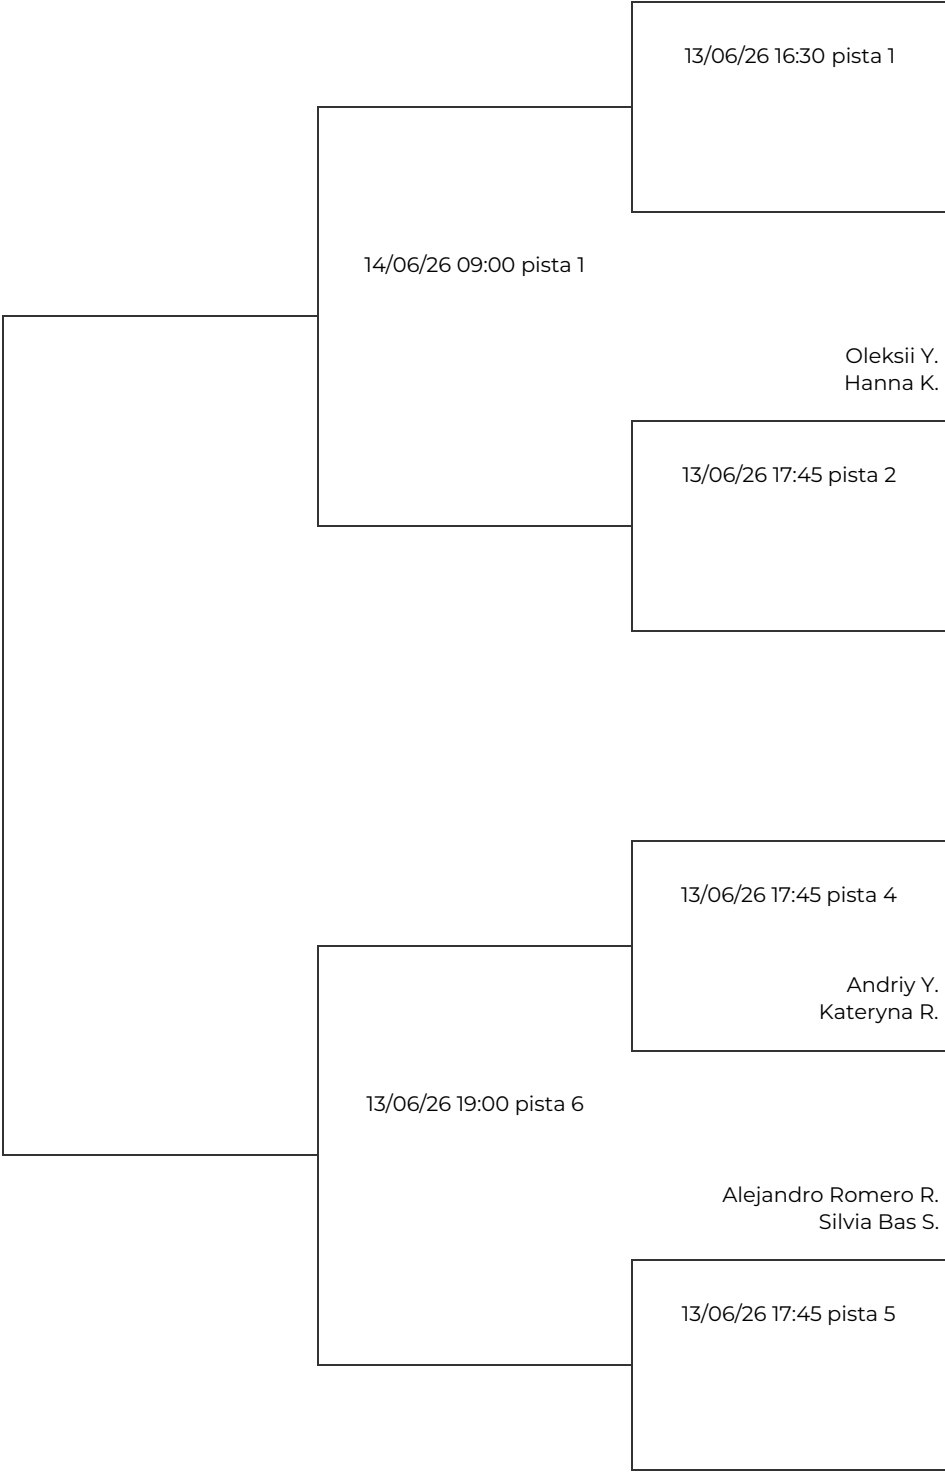 13/06/26 16:30 pista 1
14/06/26 09:00 pista 1
Oleksii Y.
Hanna K.
13/06/26 17:45 pista 2
13/06/26 17:45 pista 4
Andriy Y.
Kateryna R.
13/06/26 19:00 pista 6
Alejandro Romero R.
Silvia Bas S.
13/06/26 17:45 pista 5